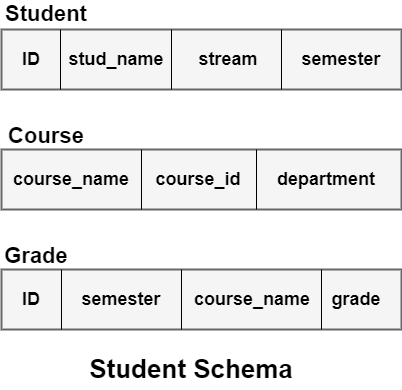 Student
ID stud_name stream semester
Course
course_name course_id department
Grade
ID semester course_name grade
Student Schema